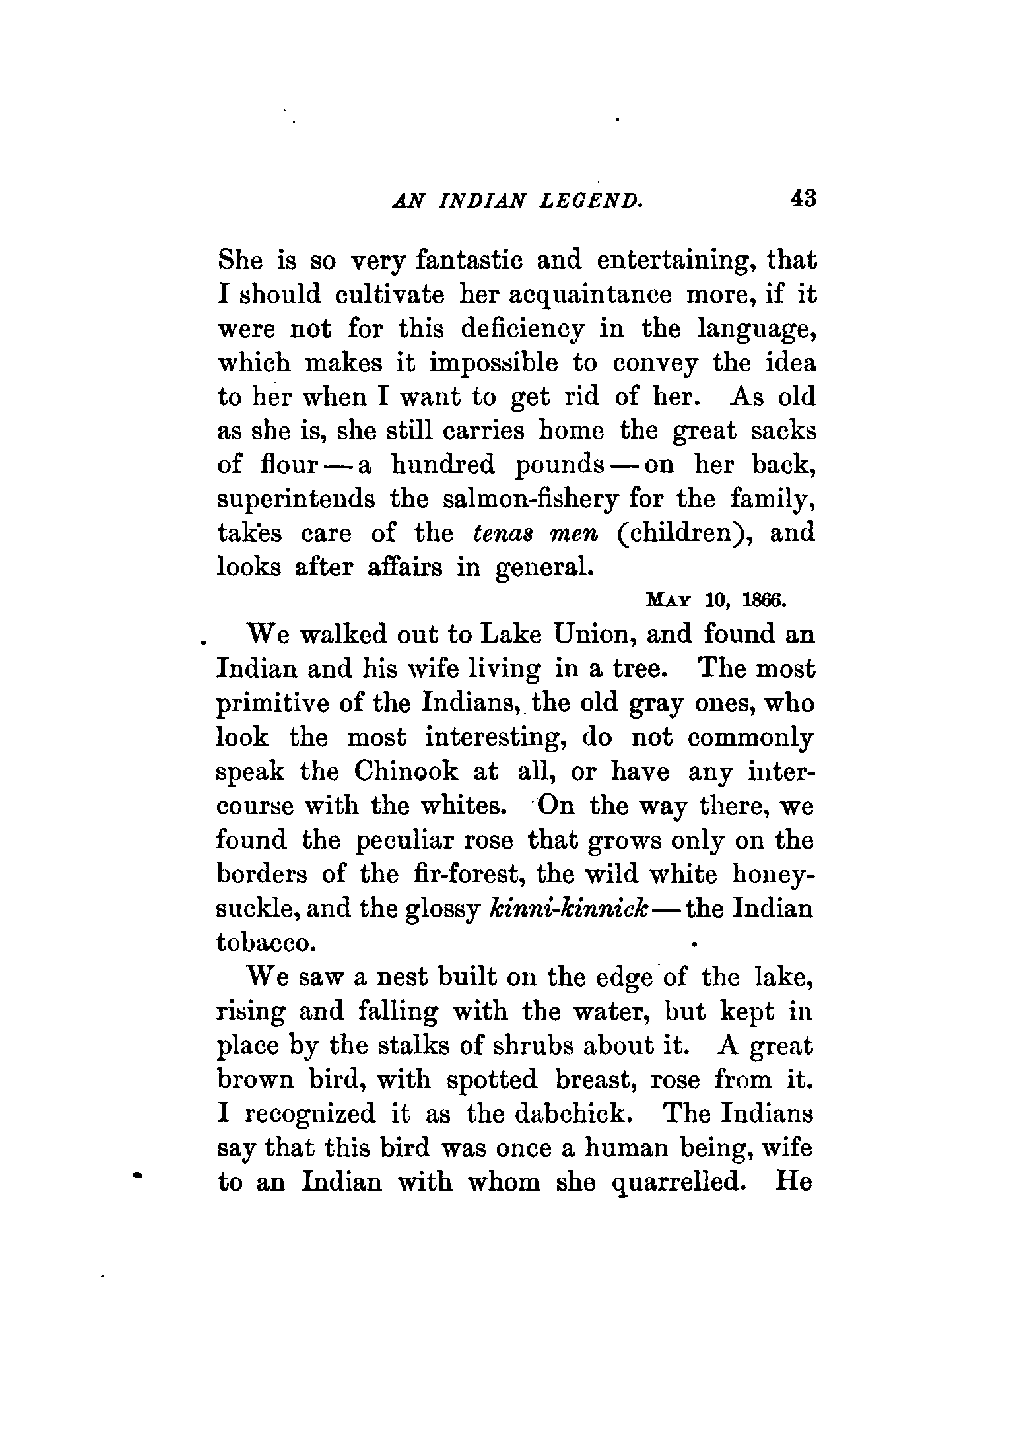 AN INDIAN LEGEND. 43
She is so very fantastic and entertaining, that
I should cultivate her acquaintance more, if it
were not for this deficiency in the language,
which makes it impossible to convey the idea
to her when I want to get rid of her. As old
as she is, she still carries home the great sacks
of flour—a hundred pounds—on her back,
superintends the salmon-fishery for the family,
takes care of the tenas men (children), and
looks after affairs in general.
MAY 10, 1866.
We walked out to Lake Union, and found an
Indian and his wife living in a tree. The most
primitive of the Indians, the old gray ones, who
look the most interesting, do not commonly
speak the Chinook at all, or have any inter-
course with the whites. On the way there, we
found the peculiar rose that grows only on the
borders of the fir-forest, the wild white honey-
suckle, and the glossy kinni-kinnick—the Indian
tobacco.
We saw a nest built on the edge of the lake,
rising and falling with the water, but kept in
place by the stalks of shrubs about it. A great
brown bird, with spotted breast, rose from it.
I recognized it as the dabchick. The Indians
say that this bird was once a human being, wife
to an Indian with whom she quarrelled. He